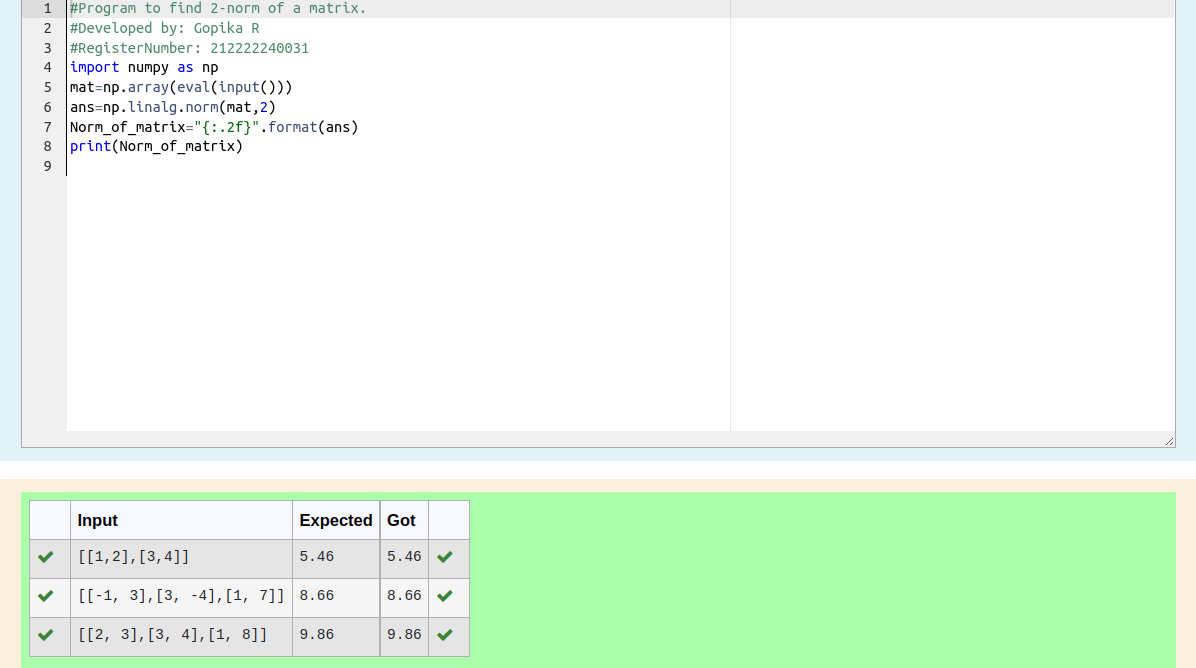 1 #Program to find 2-norm of a matrix.
2 #Developed by: Gopika R
3 #RegisterNumber: 212222240031
4 import numpy as np
5 mat=np.array(eval(input()))
6 ans=np.linalg.norm(mat,2)
7 Norm_of_matrix="{:.2f}".format(ans)
8 print(Norm_of_matrix)
9
Input Expected Got
[[1,2],[3,4]] 5.46 5.46
[[-1, 3],[3, -4],[1, 7]] 8.66 8.66
[[2, 3],[3, 4],[1, 8]] 9.86 9.86